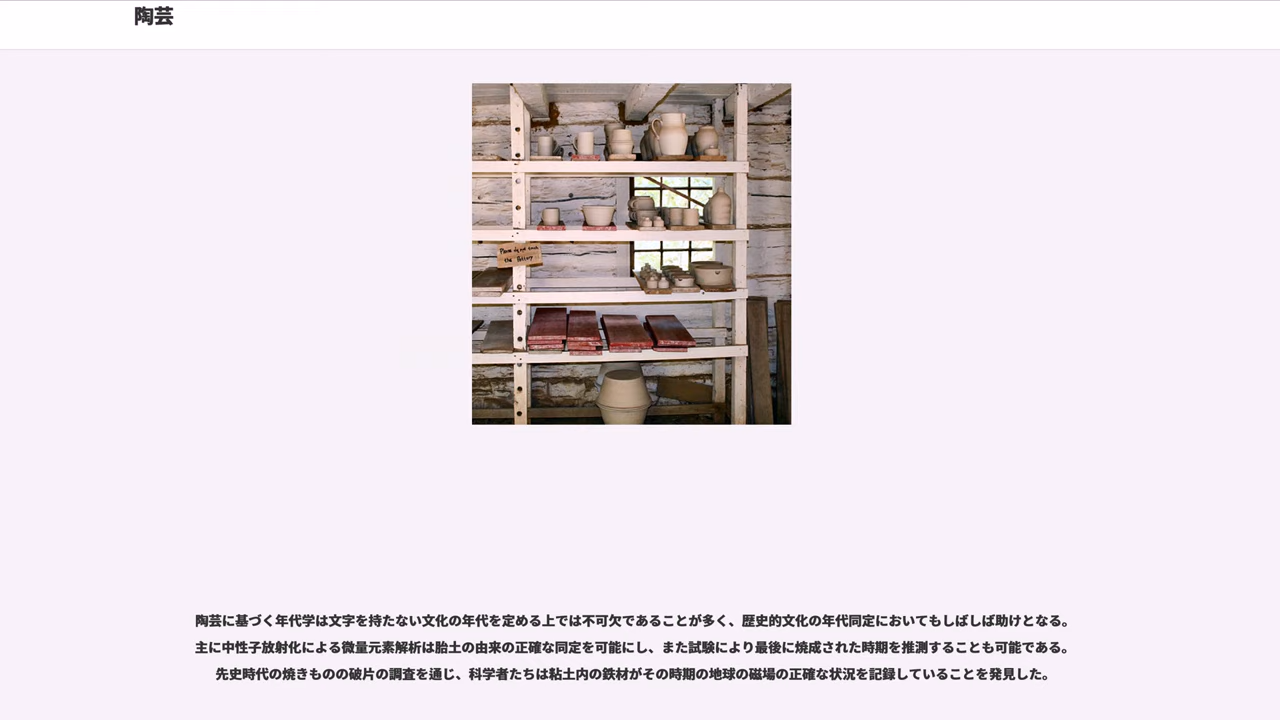 陶芸
Please do not touch
the Pottery
陶芸に基づく年代学は文字を持たない文化の年代を定める上では不可欠であることが多く、歴史的文化の年代同定においてもしばしば助けとなる。
主に中性子放射化による微量元素解析は胎土の由来の正確な同定を可能にし、また試験により最後に焼成された時期を推測することも可能である。
先史時代の焼きものの破片の調査を通じ、科学者たちは粘土内の鉄材がその時期の地球の磁場の正確な状況を記録していることを発見した。